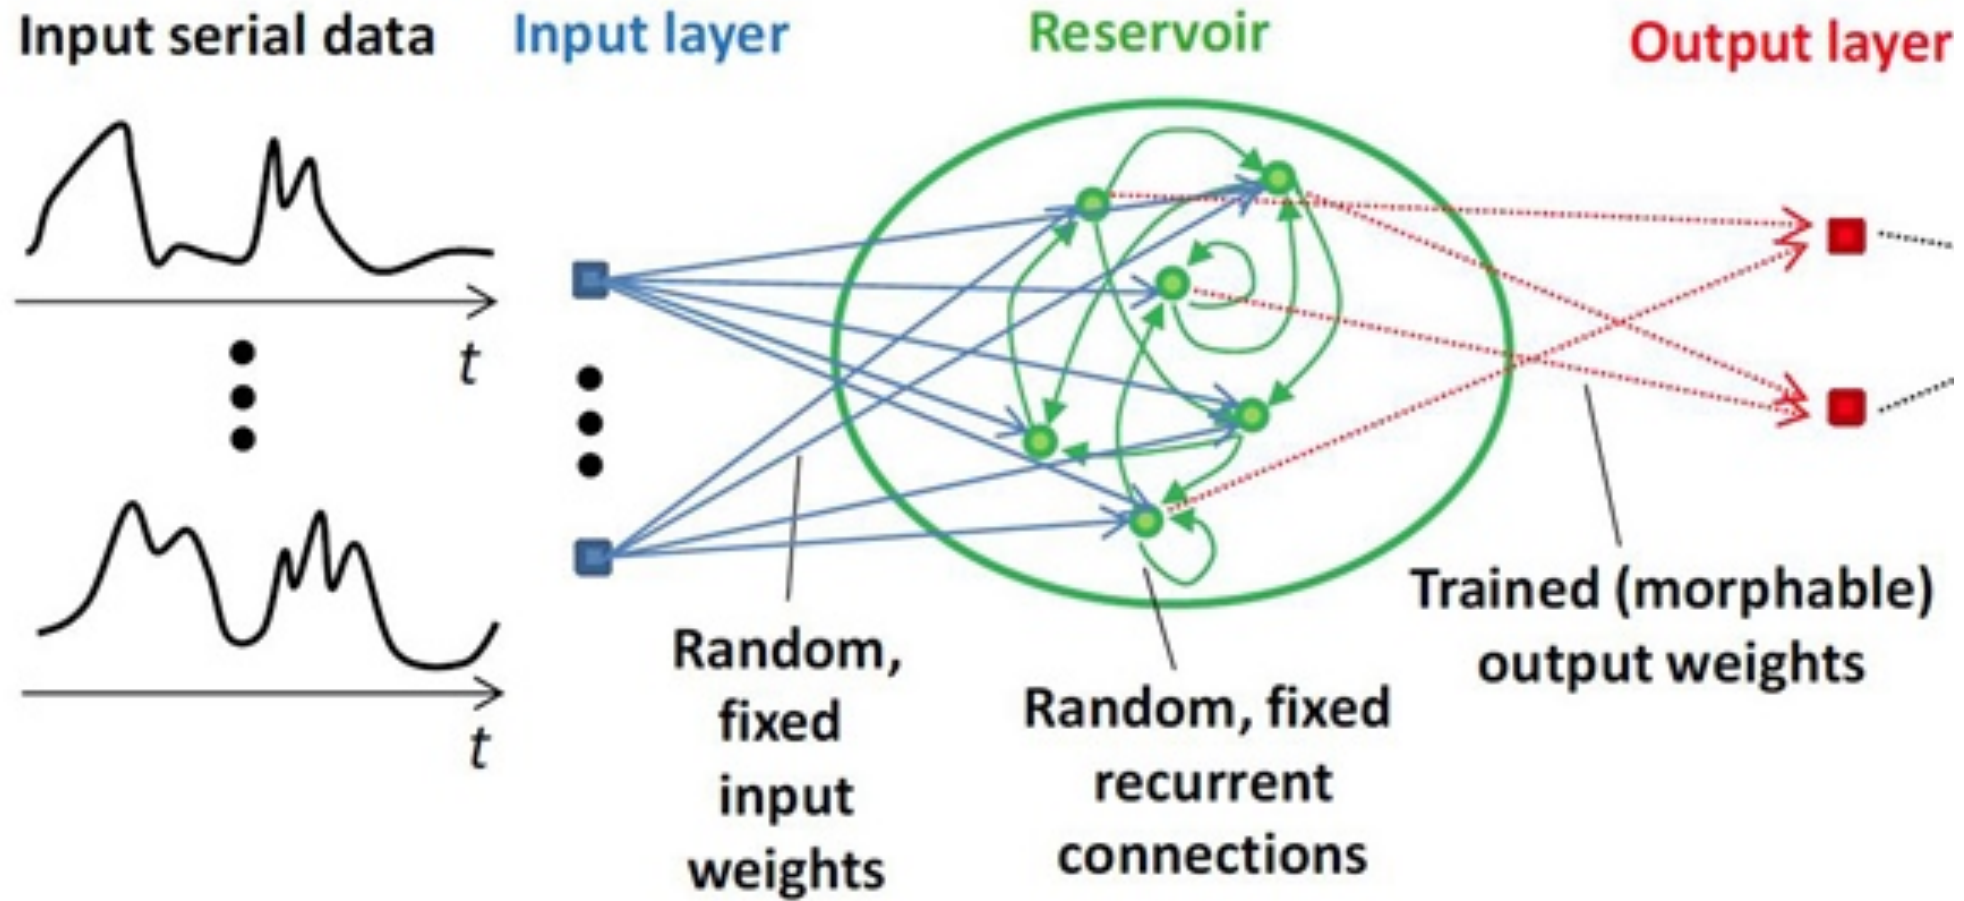 Input serial data
Input layer
Reservoir
Output layer
t
t
Random,
fixed
input
weights
Random, fixed
recurrent
connections
Trained (morphable)
output weights